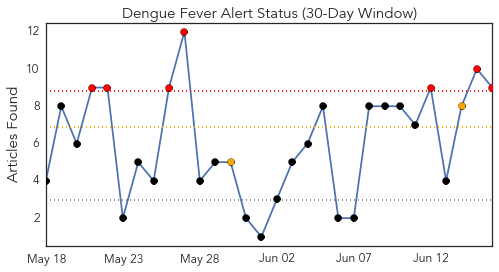 Dengue Fever Alert Status (30-Day Window)
Articles Found
12
10
8
6
4
2
May 18
May 23
May 28
Jun 02
Jun 07
Jun 12